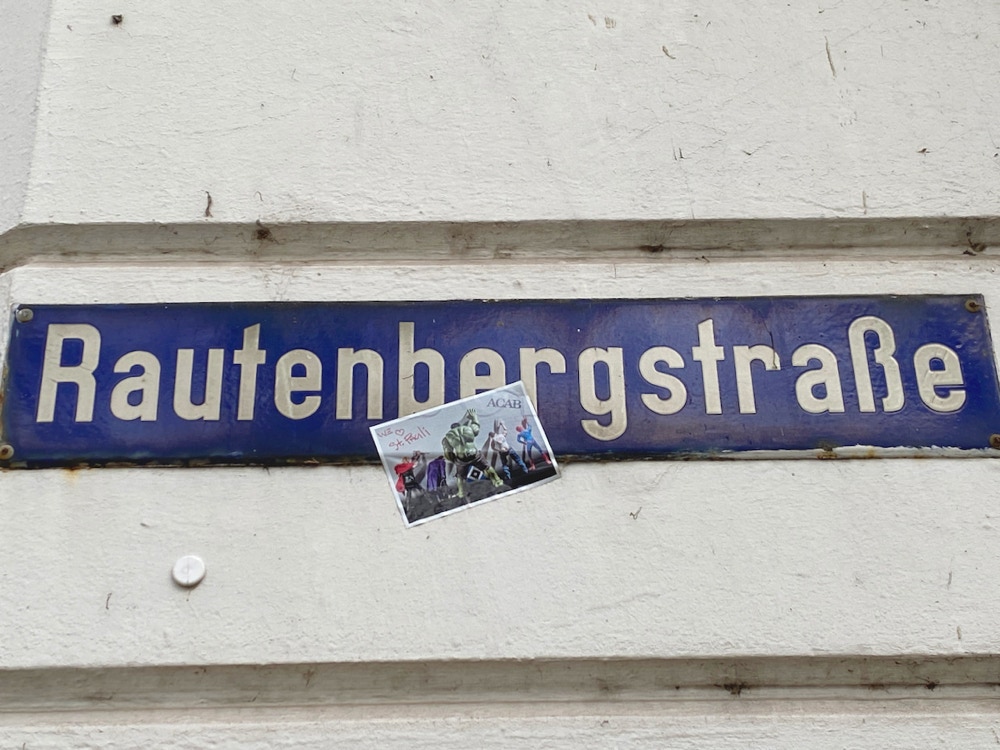 Rautenbergstraße
ACAB
we ♡
St. Pauli